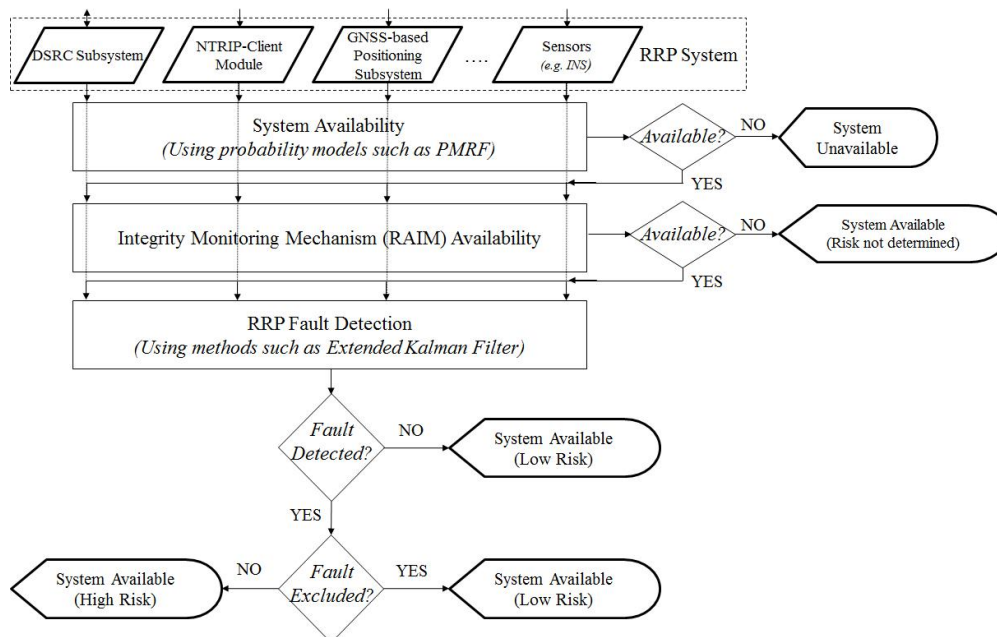 DSRC Subsystem
NTRIP-Client
Module
GNSS-based
Positioning
Subsystem
....
Sensors
(e.g. INS)
RRP System
System Availability
(Using probability models such as PMRF)
Available?
NO
System
Unavailable
YES
Integrity Monitoring Mechanism (RAIM) Availability
Available?
NO
System Available
(Risk not determined)
YES
RRP Fault Detection
(Using methods such as Extended Kalman Filter)
Fault
Detected?
NO
System Available
(Low Risk)
YES
System Available
(High Risk)
NO
Fault
Excluded?
YES
System Available
(Low Risk)